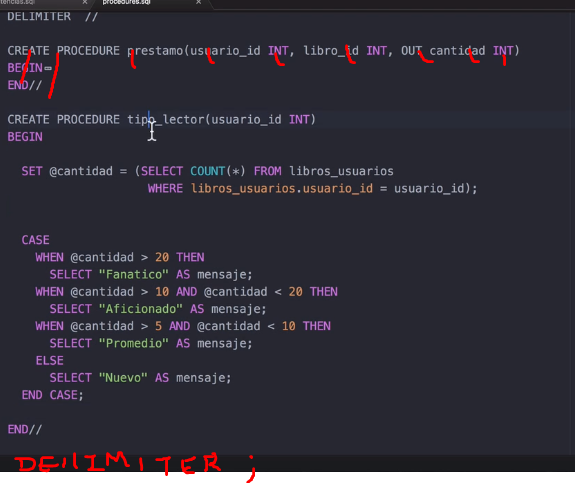 tencias.sql × procedures.sql ×
DELIMITER //
CREATE PROCEDURE prestamo(usuario_id INT, libro_id INT, OUT cantidad INT)
BEGIN
END//
CREATE PROCEDURE tipo_lector(usuario_id INT)
BEGIN
SET @cantidad = (SELECT COUNT(*) FROM libros_usuarios
WHERE libros_usuarios.usuario_id = usuario_id);
CASE
WHEN @cantidad > 20 THEN
SELECT "Fanatico" AS mensaje;
WHEN @cantidad > 10 AND @cantidad < 20 THEN
SELECT "Aficionado" AS mensaje;
WHEN @cantidad > 5 AND @cantidad < 10 THEN
SELECT "Promedio" AS mensaje;
ELSE
SELECT "Nuevo" AS mensaje;
END CASE;
END//
DELIMITER ;